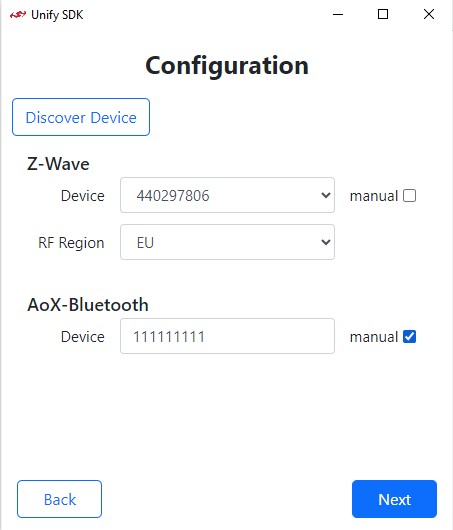 Unify SDK
Configuration
Discover Device
Z-Wave
Device 440297806 manual
RF Region EU
AoX-Bluetooth
Device 111111111 manual
Back Next